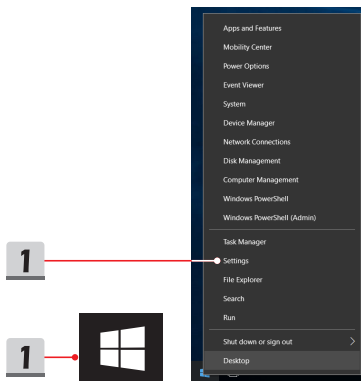 Apps and Features
Mobility Center
Power Options
Event Viewer
System
Device Manager
Network Connections
Disk Management
Computer Management
Windows PowerShell
Windows PowerShell (Admin)
Task Manager
1
Settings
File Explorer
Search
Run
Shut down or sign out
1
Desktop